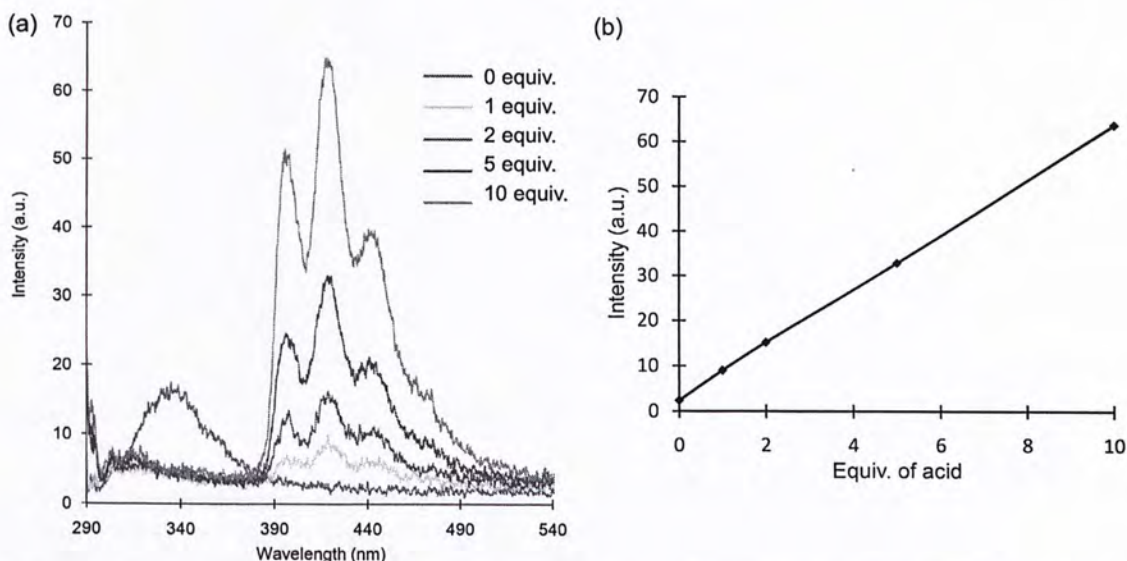 (a)
70
60
50
40
30
20
10
0
Intensity (a.u.)
290
340
390
440
490
540
Wavelength (nm)
0 equiv.
1 equiv.
2 equiv.
5 equiv.
10 equiv.
(b)
70
60
50
40
30
20
10
0
Intensity (a.u.)
0
2
4
6
8
10
Equiv. of acid